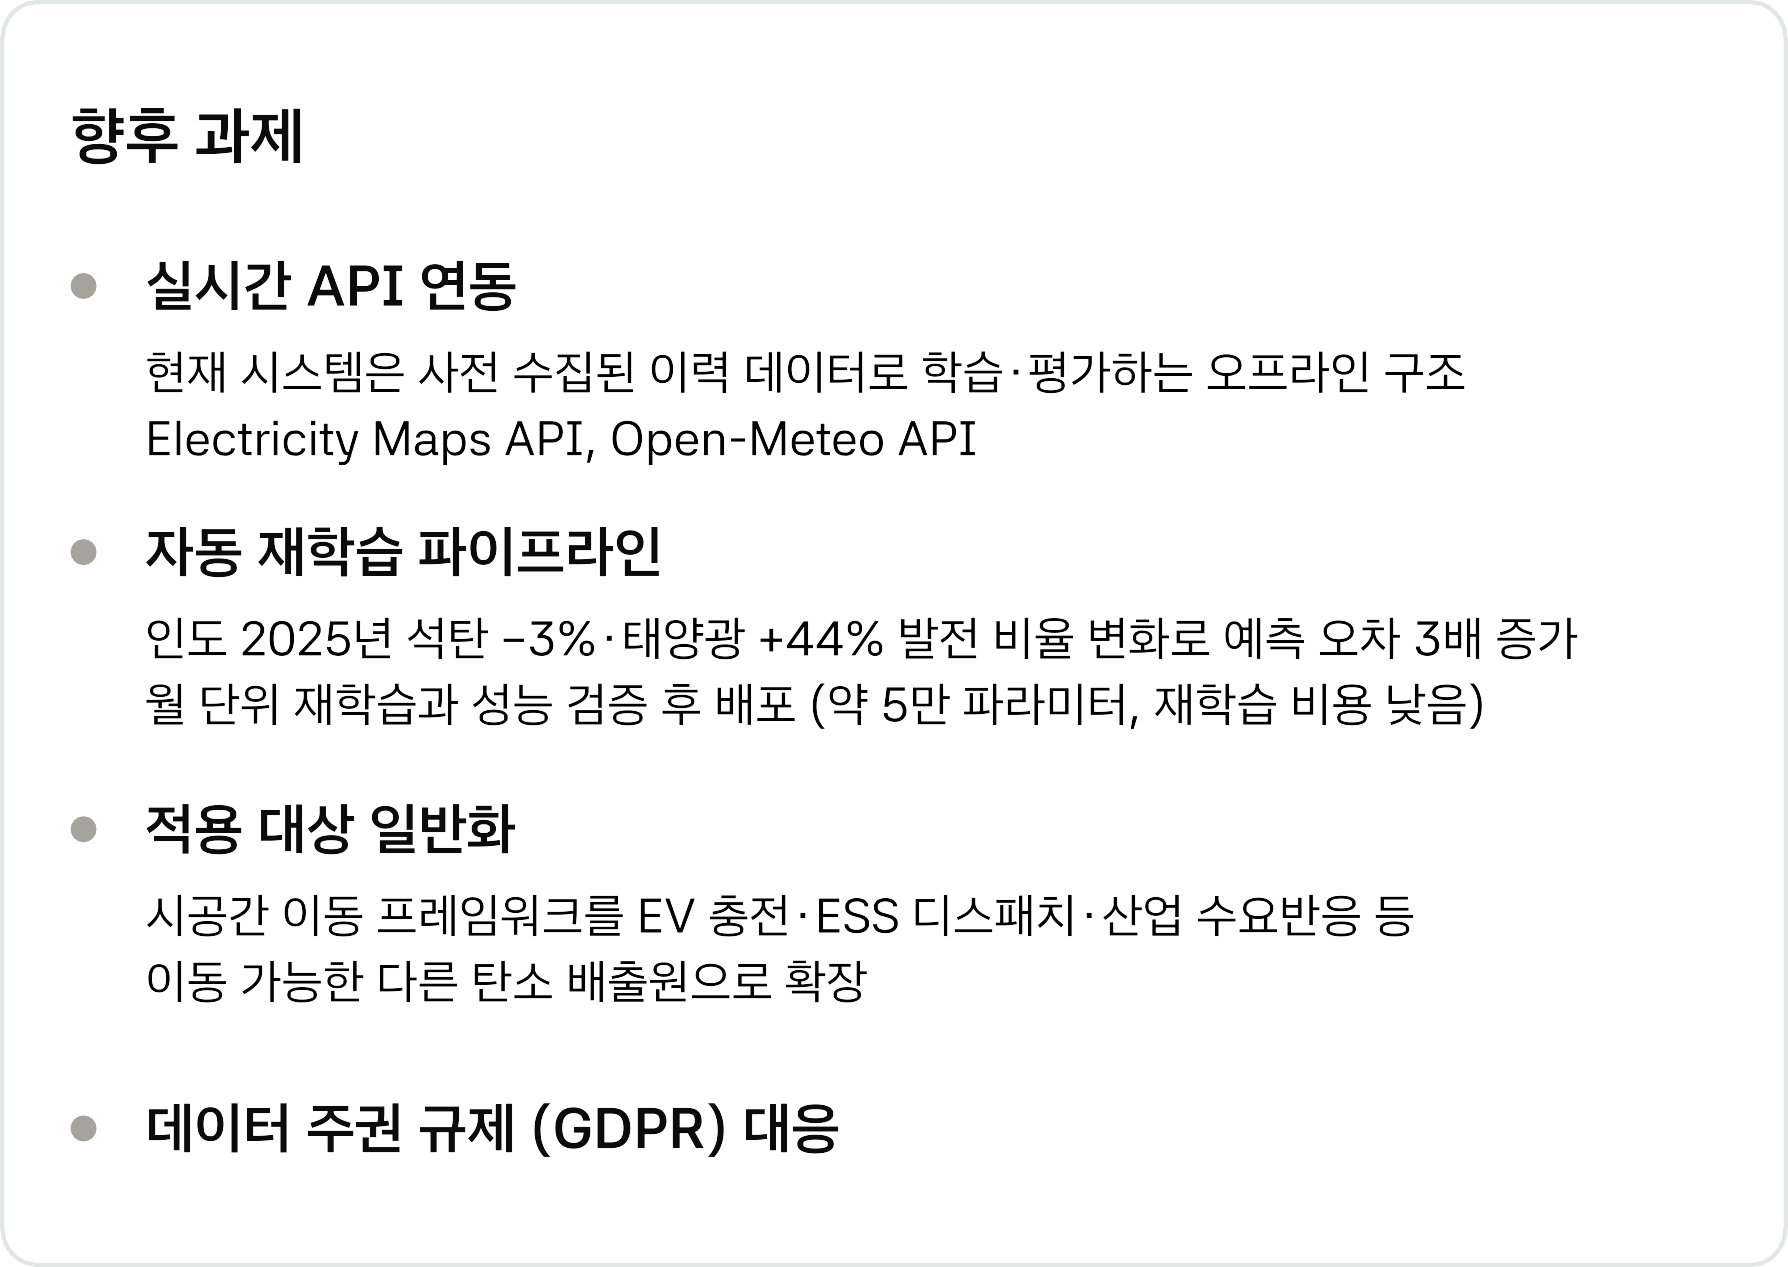 향후 과제
실시간 API 연동
현재 시스템은 사전 수집된 이력 데이터로 학습·평가하는 오프라인 구조
Electricity Maps API, Open-Meteo API
자동 재학습 파이프라인
인도 2025년 석탄 −3%·태양광 +44% 발전 비율 변화로 예측 오차 3배 증가
월 단위 재학습과 성능 검증 후 배포 (약 5만 파라미터, 재학습 비용 낮음)
적용 대상 일반화
시공간 이동 프레임워크를 EV 충전·ESS 디스패치·산업 수요반응 등
이동 가능한 다른 탄소 배출원으로 확장
데이터 주권 규제 (GDPR) 대응